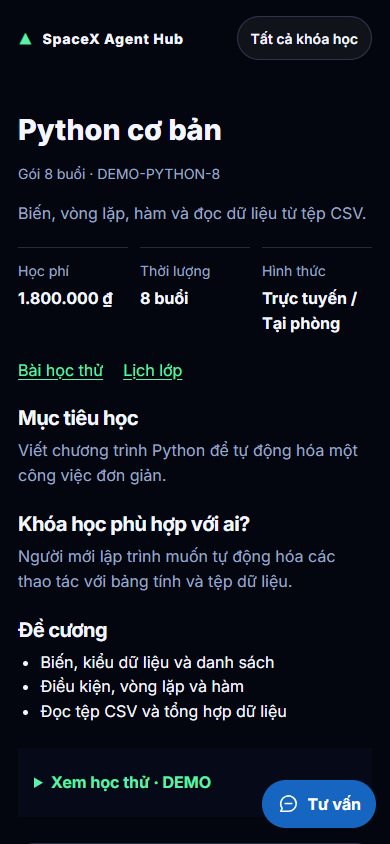 SpaceX Agent Hub
Tất cả khóa học
Python cơ bản
Gói 8 buổi · DEMO-PYTHON-8
Biến, vòng lặp, hàm và đọc dữ liệu từ tệp CSV.
Học phí
1.800.000 ₫
Thời lượng
8 buổi
Hình thức
Trực tuyến /
Tại phòng
Bài học thử
Lịch lớp
Mục tiêu học
Viết chương trình Python để tự động hóa một
công việc đơn giản.
Khóa học phù hợp với ai?
Người mới lập trình muốn tự động hóa các
thao tác với bảng tính và tệp dữ liệu.
Đề cương
• Biến, kiểu dữ liệu và danh sách
• Điều kiện, vòng lặp và hàm
• Đọc tệp CSV và tổng hợp dữ liệu
Xem học thử · DEMO
Tư vấn